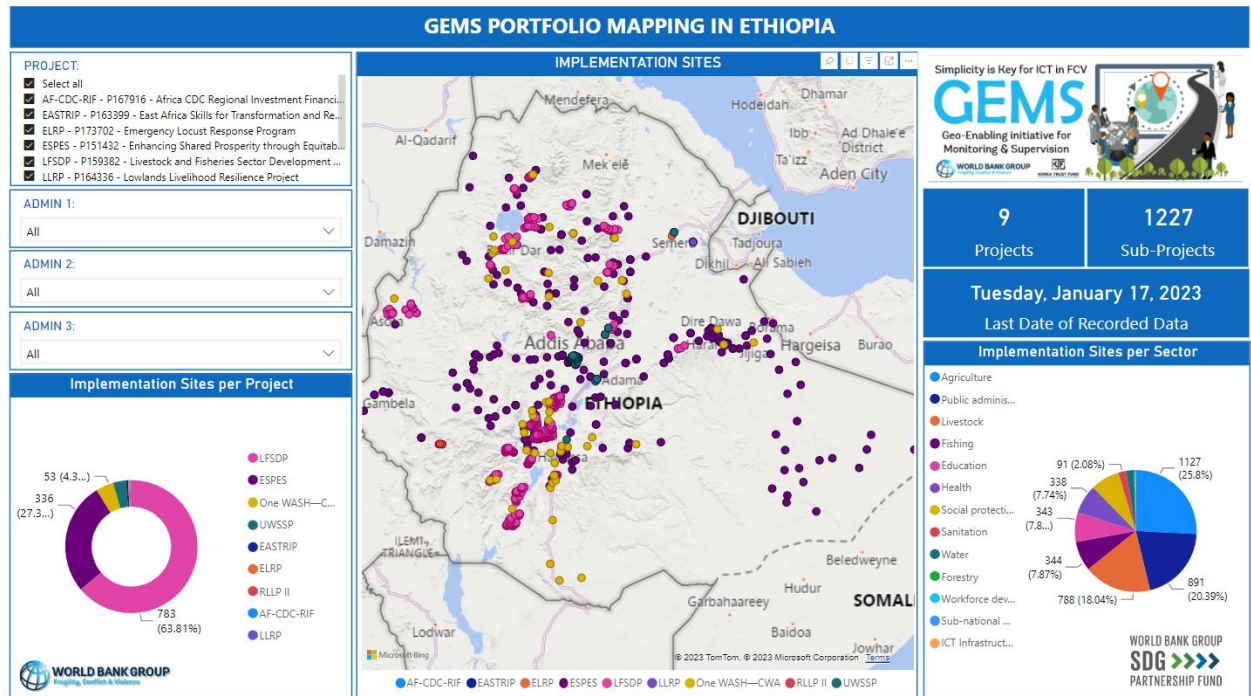 GEMS PORTFOLIO MAPPING IN ETHIOPIA
PROJECT:
Select all
AF-CDC-RIF - P167916 - Africa CDC Regional Investment Financi...
EASTRIP - P163399 - East Africa Skills for Transformation and Re...
ELRP - P173702 - Emergency Locust Response Program
ESPES - P151432 - Enhancing Shared Prosperity through Equitab...
LFSDP - P159382 - Livestock and Fisheries Sector Development ...
LLRP - P164336 - Lowlands Livelihood Resilience Project
ADMIN 1:
All
ADMIN 2:
All
ADMIN 3:
All
Implementation Sites per Project
53 (4.3...)
336
(27.3...)
783
(63.81%)
LFSDP
ESPES
One WASH—C...
UWSSP
EASTRIP
ELRP
RLLP II
AF-CDC-RIF
LLRP
WORLD BANK GROUP
Fragility, Conflict & Violence
IMPLEMENTATION SITES
Mendefera
Hodeidah
Dhamar
Al-Qadarif
Ibb
Ad Dhale'e
District
Ta'izz
Mek'elē
Aden City
DJIBOUTI
Damazin
Dar
Semera
Tadjoura
Dikhil
Ali Sabieh
Dire Dawa
Borama
Addis Ababa
Hargeisa
Burao
Jijiga
Adama
Gambela
ETHIOPIA
ILEMI
TRIANGLE
Beledweyne
Hudur
Garbahaarey
SOMAL
Lodwar
Baidoa
Jowhar
Microsoft Bing
© 2023 TomTom, © 2023 Microsoft Corporation Terms
AF-CDC-RIF EASTRIP ELRP ESPES LFSDP LLRP One WASH—CWA RLLP II UWSSP
Simplicity is Key for ICT in FCV
GEMS
Geo-Enabling initiative for
Monitoring & Supervision
WORLD BANK GROUP
Fragility, Conflict & Violence
KOREA TRUST FUND
9
Projects
1227
Sub-Projects
Tuesday, January 17, 2023
Last Date of Recorded Data
Implementation Sites per Sector
Agriculture
Public adminis...
Livestock
Fishing
Education
Health
Social protecti...
Sanitation
Water
Forestry
Workforce dev...
Sub-national ...
ICT Infrastruct...
91 (2.08%)
338
(7.74%)
343
(7.8...)
344
(7.87%)
788 (18.04%)
1127
(25.8%)
891
(20.39%)
WORLD BANK GROUP
SDG
PARTNERSHIP FUND